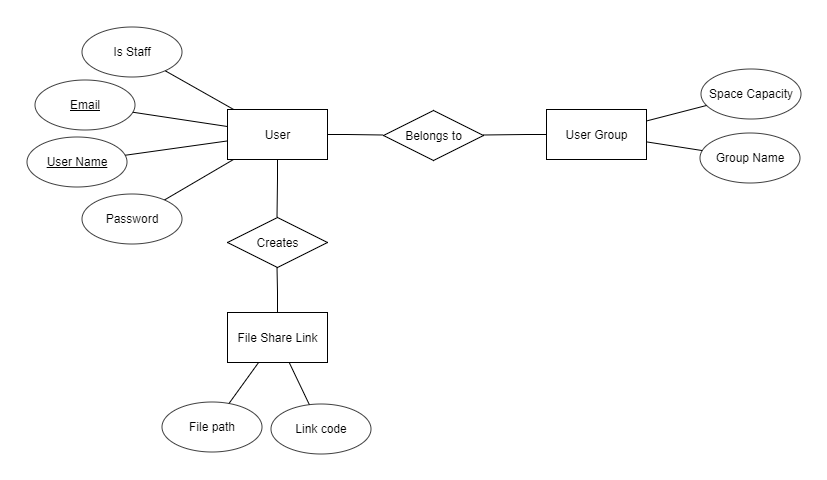 Is Staff
Email
User Name
Password
User
Belongs to
User Group
Space Capacity
Group Name
Creates
File Share Link
File path
Link code